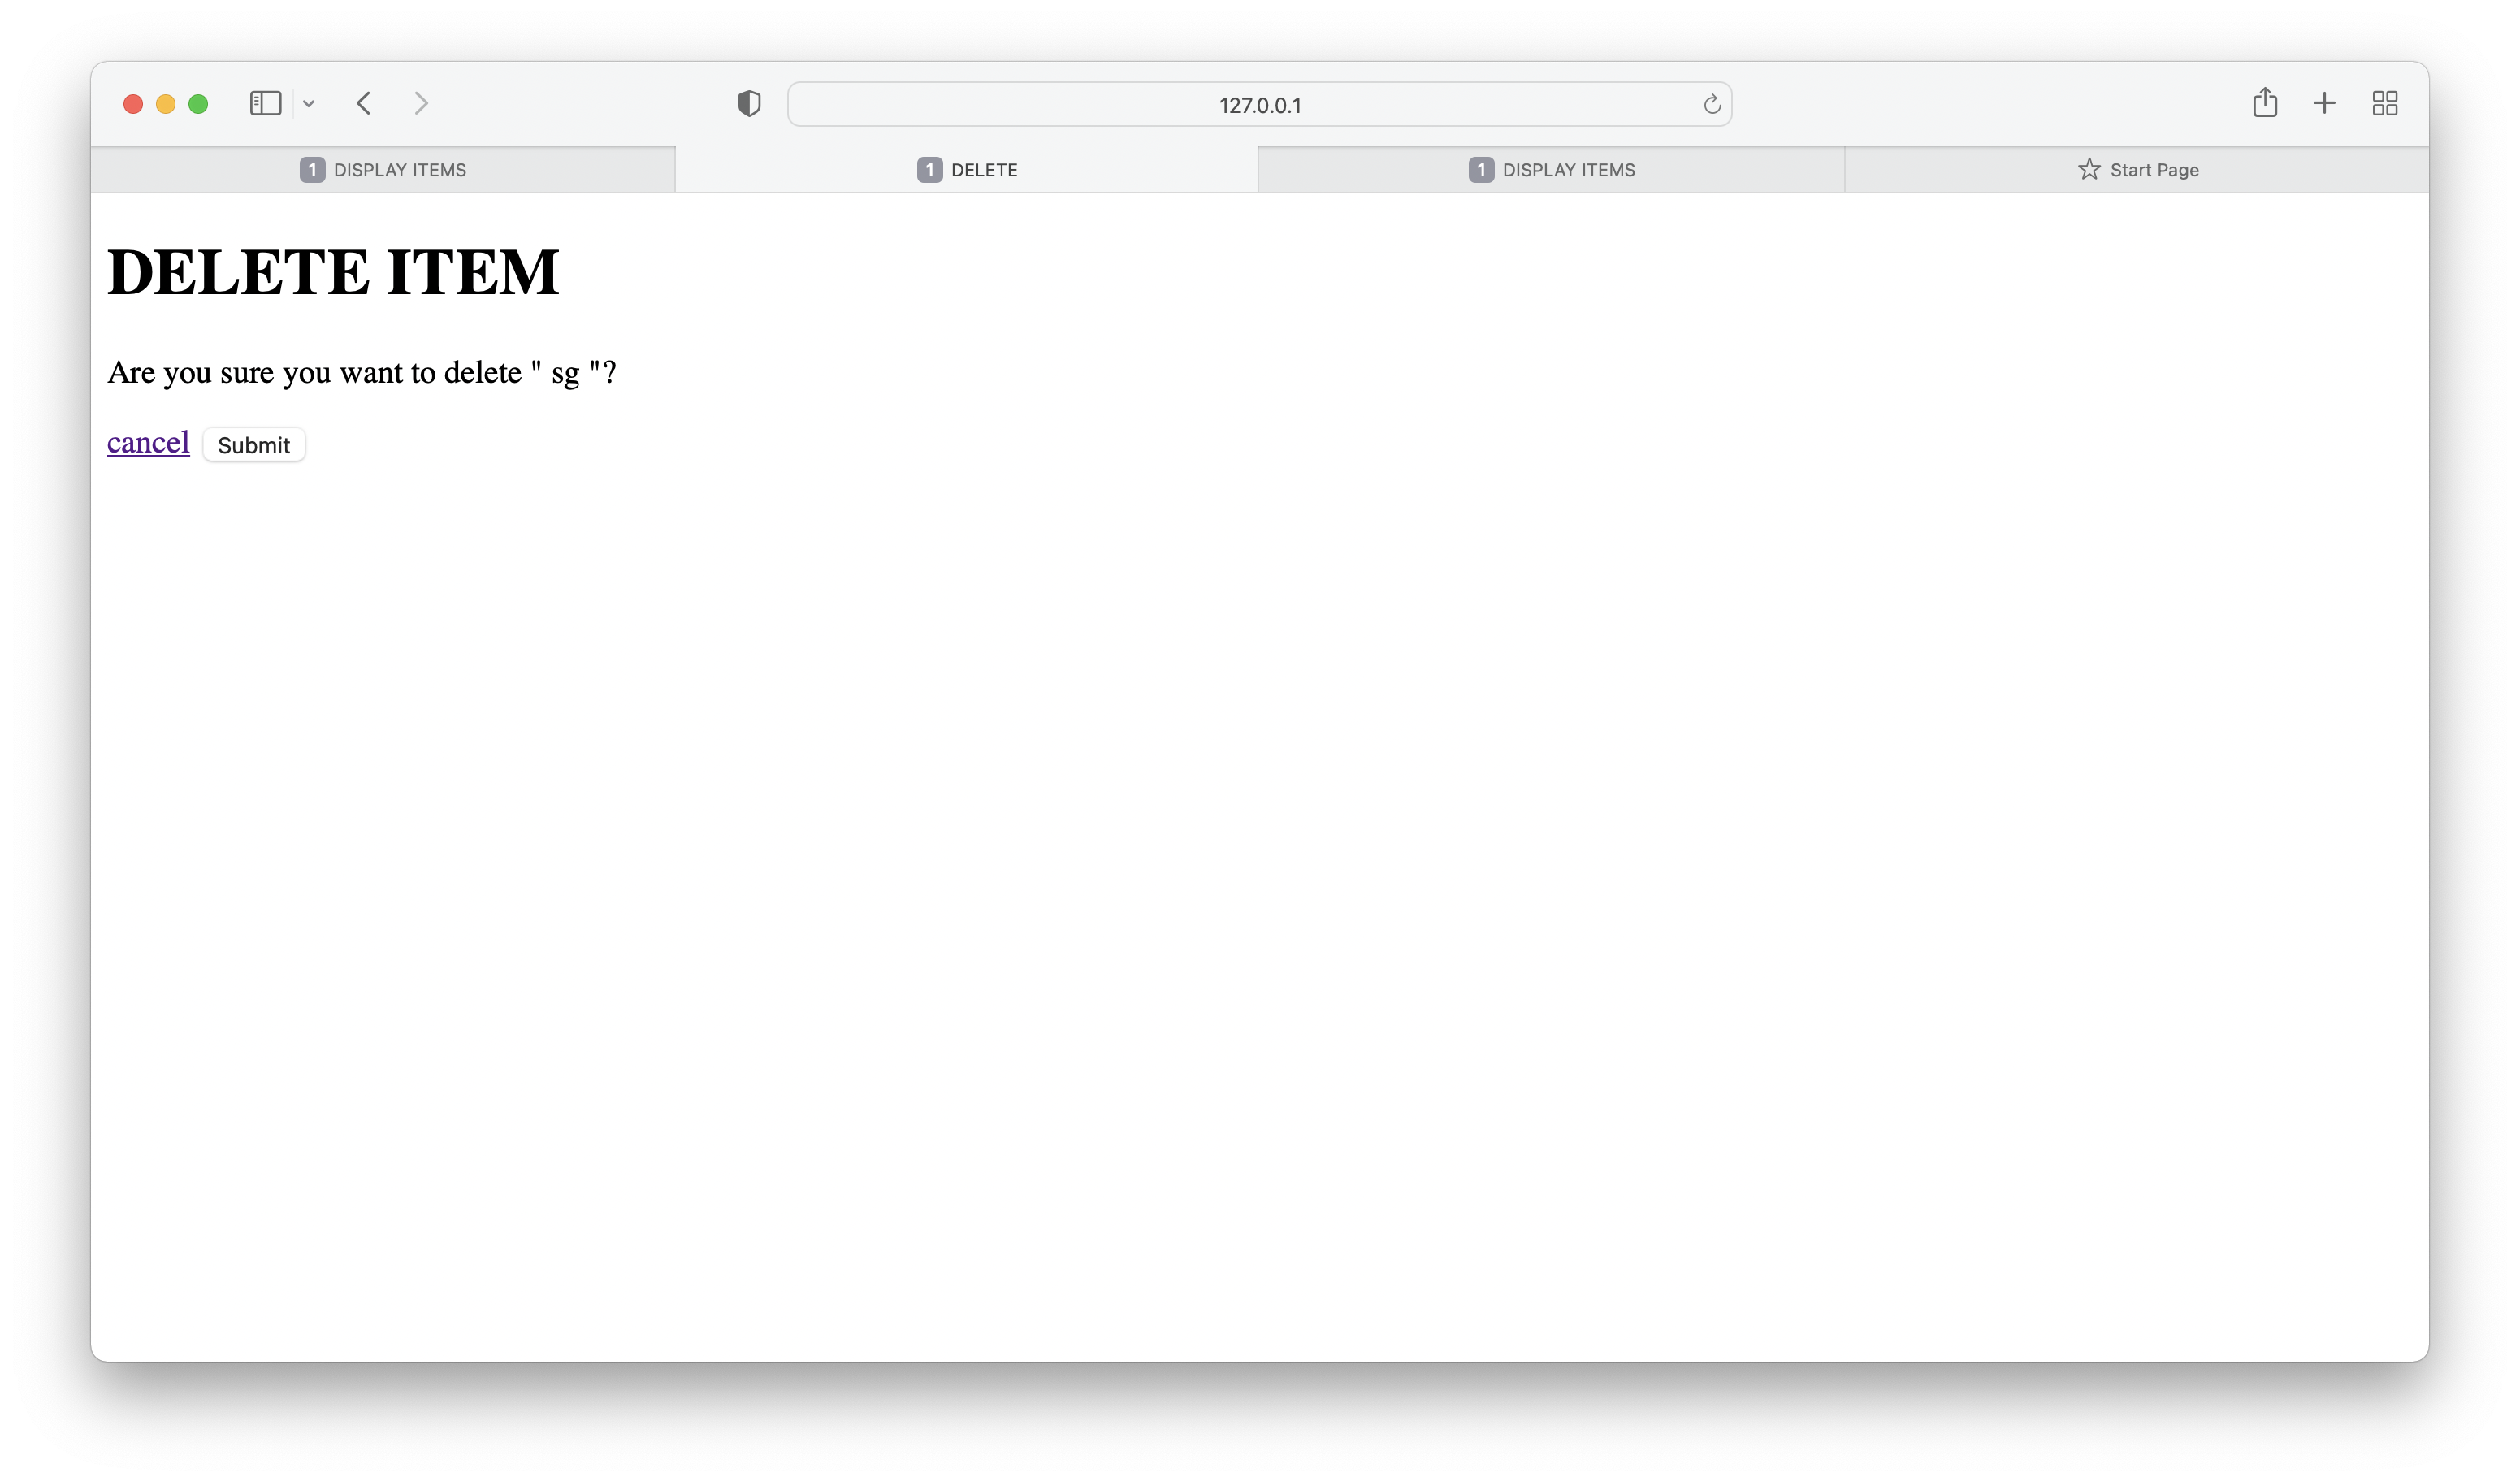 127.0.0.1
1 DISPLAY ITEMS
1 DELETE
1 DISPLAY ITEMS
Start Page
DELETE ITEM
Are you sure you want to delete " sg "?
cancel Submit